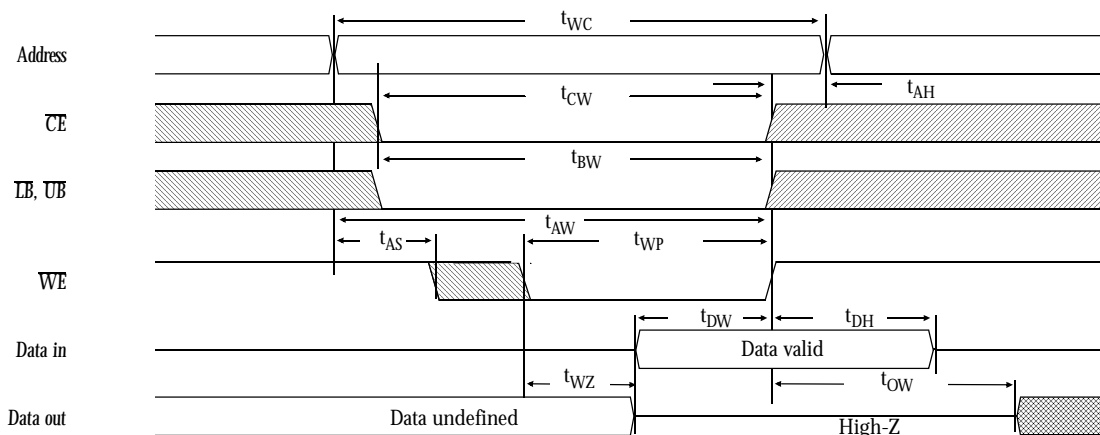 tWC
Address
tCW
tAH
CE
tBW
LB, UB
tAW
tAS
tWP
WE
tDW
tDH
Data in
Data valid
tWZ
tOW
Data out
Data undefined
High-Z